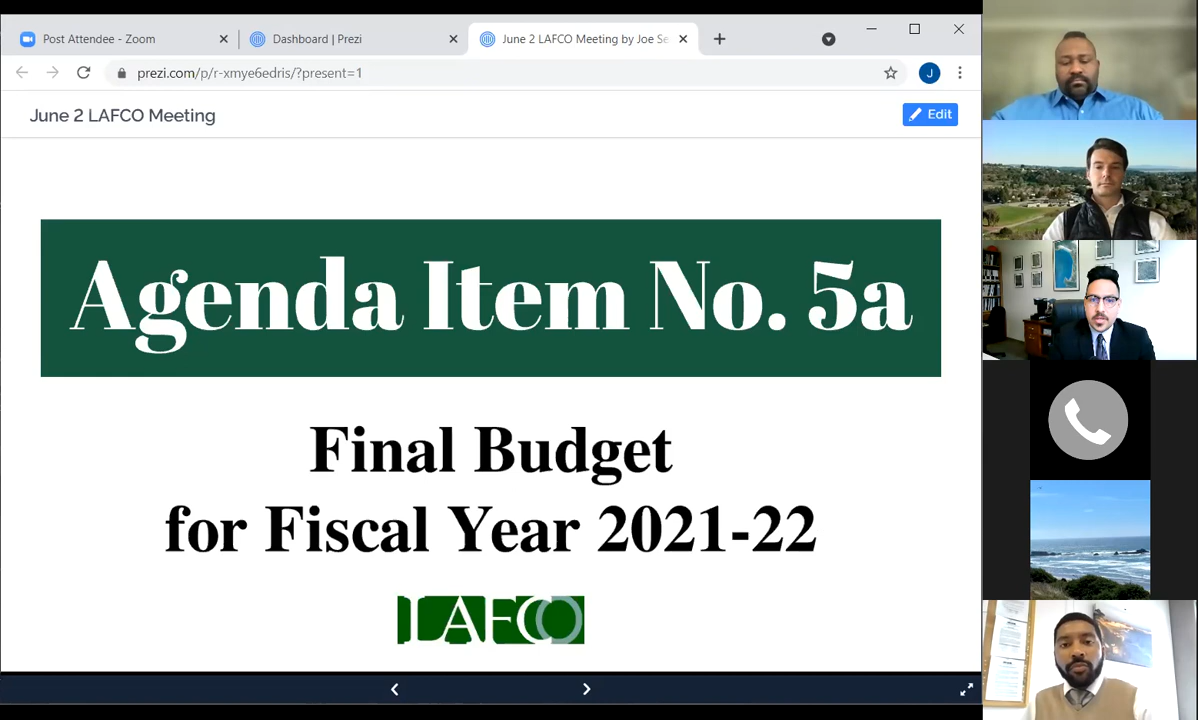 Post Attendee - Zoom
Dashboard | Prezi
June 2 LAFCO Meeting by Joe Se
prezi.com/p/r-xmye6edris/?present=1
J
June 2 LAFCO Meeting
Edit
Agenda Item No. 5a
Final Budget
for Fiscal Year 2021-22
LAFCO